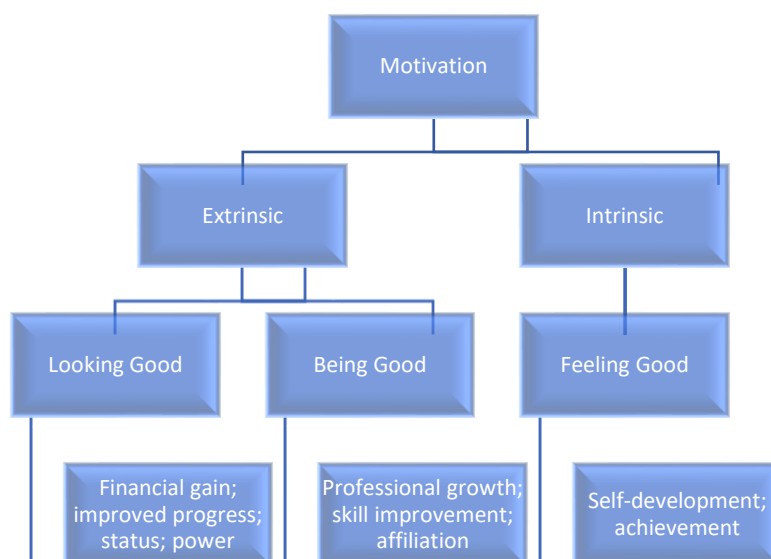 Motivation
Extrinsic
Intrinsic
Looking Good
Being Good
Feeling Good
Financial gain;
improved progress;
status; power
Professional growth;
skill improvement;
affiliation
Self-development;
achievement